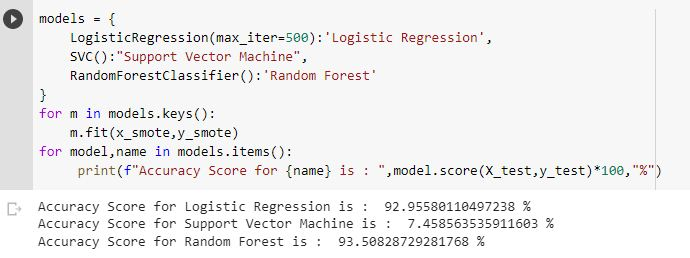 models = {
    LogisticRegression(max_iter=500):'Logistic Regression',
    SVC():"Support Vector Machine",
    RandomForestClassifier():'Random Forest'
}
for m in models.keys():
    m.fit(x_smote,y_smote)
for model,name in models.items():
     print(f"Accuracy Score for {name} is : ",model.score(X_test,y_test)*100,"%")
Accuracy Score for Logistic Regression is :  92.95580110497238 %
Accuracy Score for Support Vector Machine is :  7.458563535911603 %
Accuracy Score for Random Forest is :  93.50828729281768 %